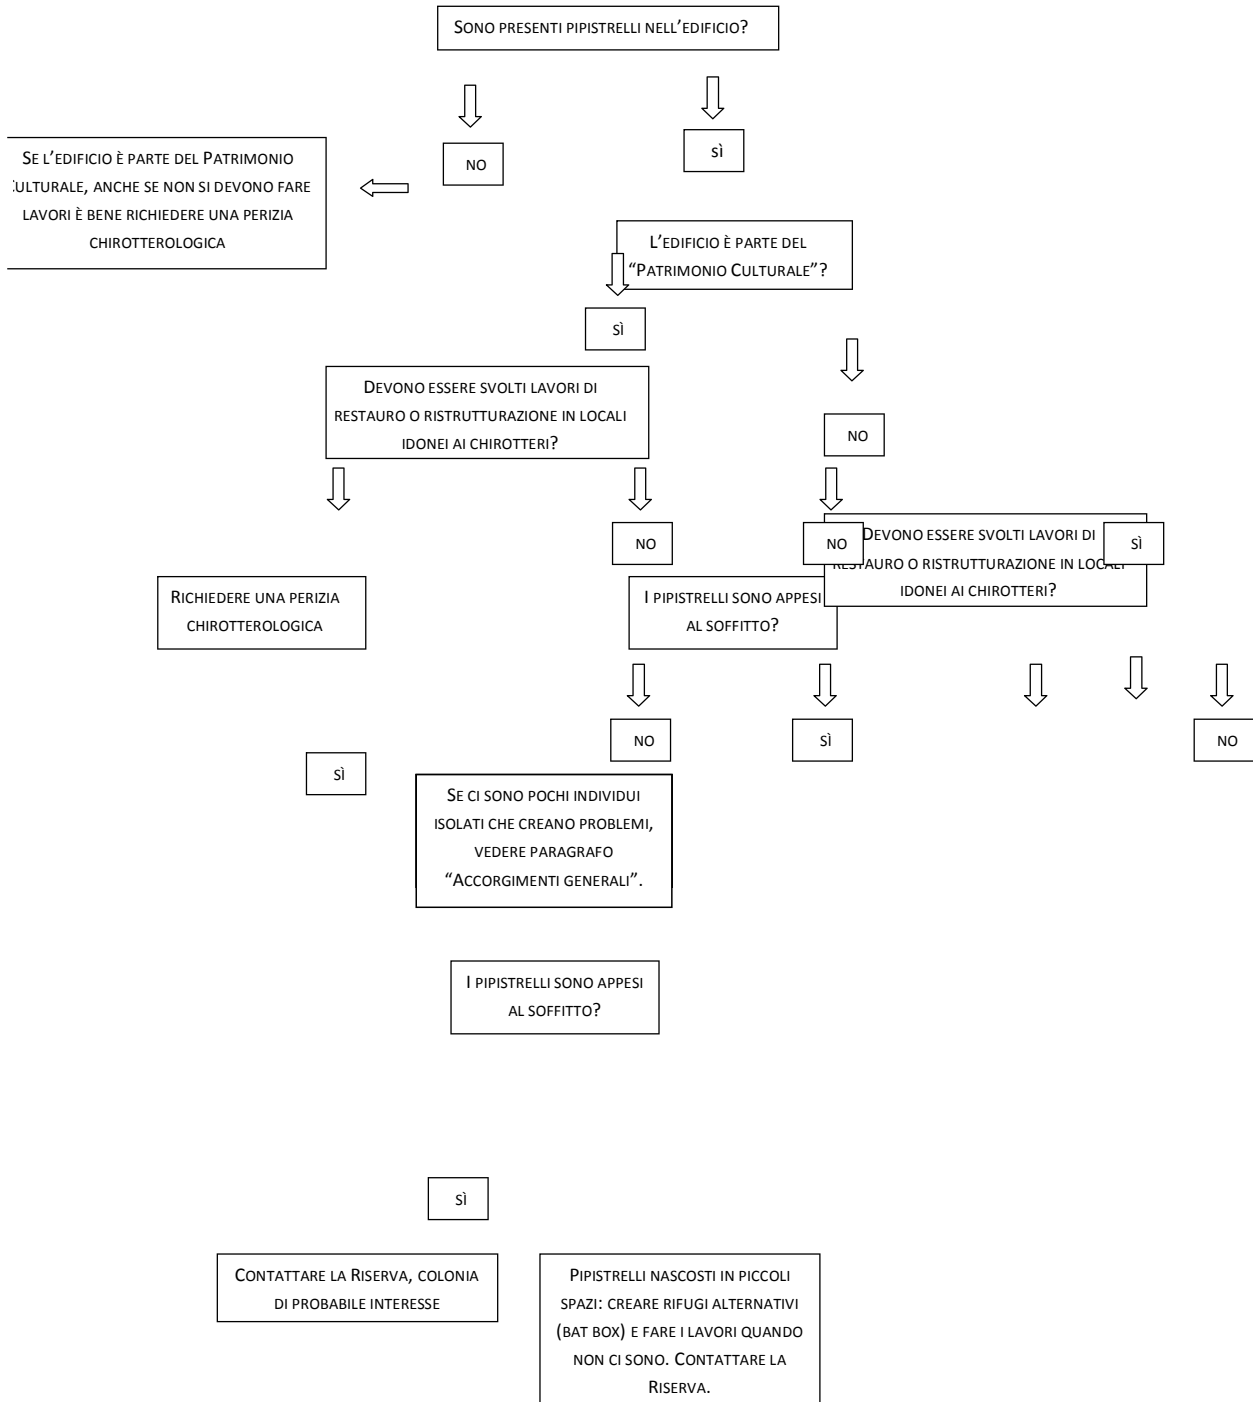 SONO PRESENTI PIPISTRELLI NELL'EDIFICIO?
NO
SÌ
SE L'EDIFICIO È PARTE DEL PATRIMONIO
CULTURALE, ANCHE SE NON SI DEVONO FARE
LAVORI È BENE RICHIEDERE UNA PERIZIA
CHIROTTEROLOGICA
L'EDIFICIO È PARTE DEL
"PATRIMONIO CULTURALE"?
SÌ
DEVONO ESSERE SVOLTI LAVORI DI
RESTAURO O RISTRUTTURAZIONE IN LOCALI
IDONEI AI CHIROTTERI?
NO
NO
NO
DEVONO ESSERE SVOLTI LAVORI DI
RESTAURO O RISTRUTTURAZIONE IN LOCALI
IDONEI AI CHIROTTERI?
SÌ
RICHIEDERE UNA PERIZIA
CHIROTTEROLOGICA
I PIPISTRELLI SONO APPESI
AL SOFFITTO?
NO
SÌ
NO
SÌ
SE CI SONO POCHI INDIVIDUI
ISOLATI CHE CREANO PROBLEMI,
VEDERE PARAGRAFO
"ACCORGIMENTI GENERALI".
I PIPISTRELLI SONO APPESI
AL SOFFITTO?
SÌ
CONTATTARE LA RISERVA, COLONIA
DI PROBABILE INTERESSE
PIPISTRELLI NASCOSTI IN PICCOLI
SPAZI: CREARE RIFUGI ALTERNATIVI
(BAT BOX) E FARE I LAVORI QUANDO
NON CI SONO. CONTATTARE LA
RISERVA.